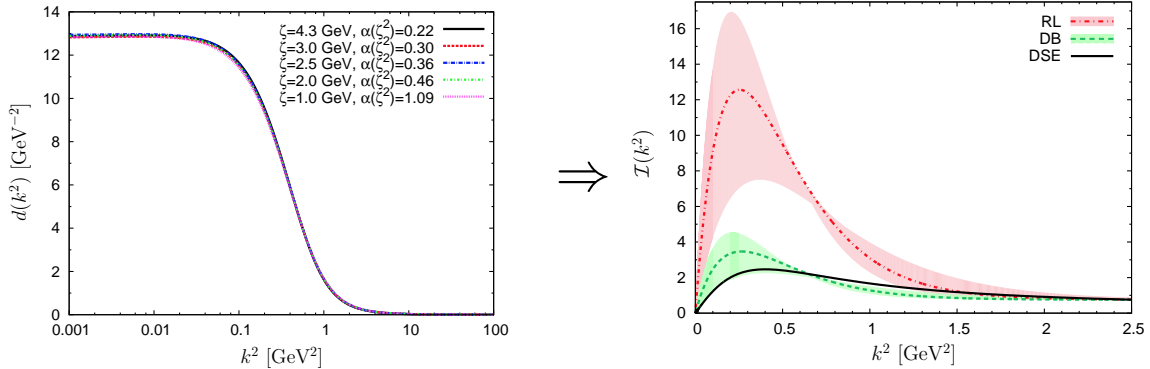 14
12
10
8
6
4
2
0
d(k²) [GeV⁻²]
ζ=4.3 GeV, α(ζ²)=0.22
ζ=3.0 GeV, α(ζ²)=0.30
ζ=2.5 GeV, α(ζ²)=0.36
ζ=2.0 GeV, α(ζ²)=0.46
ζ=1.0 GeV, α(ζ²)=1.09
0.001 0.01 0.1 1 10 100
k² [GeV²]
⇒
16
14
12
10
8
6
4
2
0
ℐ(k²)
RL
DB
DSE
0 0.5 1 1.5 2 2.5
k² [GeV²]